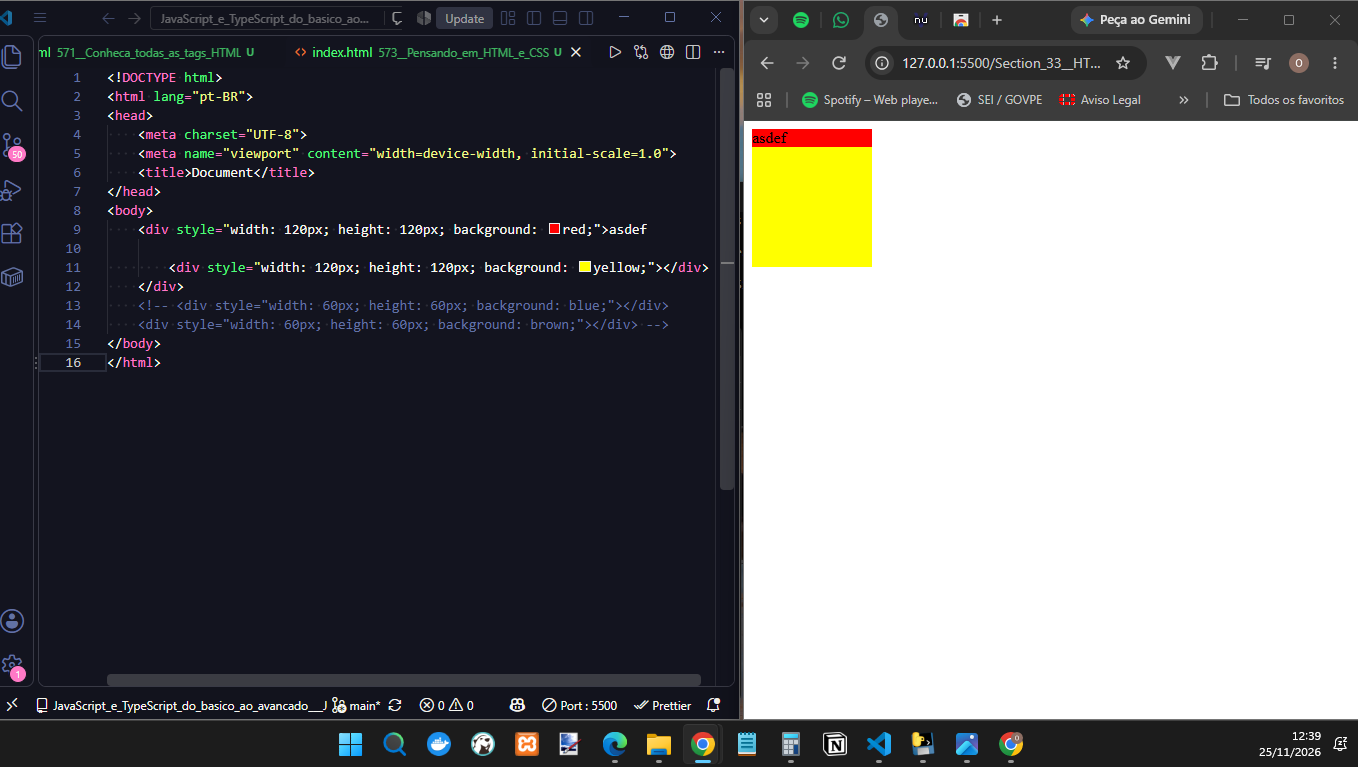 JavaScript_e_TypeScript_do_basico_ao...
Update
ml 571__Conheca_todas_as_tags_HTML U
<> index.html 573__Pensando_em_HTML_e_CSS U
1 <!DOCTYPE html>
2 <html lang="pt-BR">
3 <head>
4 <meta charset="UTF-8">
5 <meta name="viewport" content="width=device-width, initial-scale=1.0">
6 <title>Document</title>
7 </head>
8 <body>
9 <div style="width: 120px; height: 120px; background: red;">asdef
10
11 <div style="width: 120px; height: 120px; background: yellow;"></div>
12 </div>
13 <!-- <div style="width: 60px; height: 60px; background: blue;"></div>
14 <div style="width: 60px; height: 60px; background: brown;"></div> -->
15 </body>
16 </html>
50
1
JavaScript_e_TypeScript_do_basico_ao_avancado__J main* 0 0 Port : 5500 Prettier
nu
Peça ao Gemini
127.0.0.1:5500/Section_33__HT...
O
Spotify – Web playe... SEI / GOVPE Aviso Legal » Todos os favoritos
asdef
12:39
25/11/2026